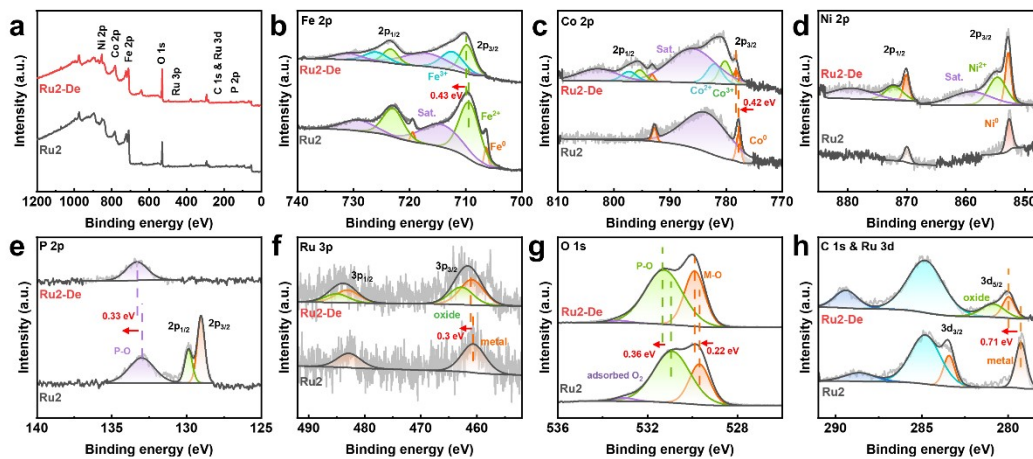 a
Ni 2p
Co 2p
Fe 2p
O 1s
Ru 3p
C 1s & Ru 3d
P 2p
Intensity (a.u.)
Ru2-De
Ru2
1200 1000 800 600 400 200 0
Binding energy (eV)
b
Fe 2p
2p1/2
2p3/2
Fe3+
0.43 eV
Sat.
Fe2+
Fe0
Intensity (a.u.)
Ru2-De
Ru2
740 730 720 710 700
Binding energy (eV)
c
Co 2p
2p1/2
Sat.
2p3/2
Co2+
Co3+
0.42 eV
Co0
Intensity (a.u.)
Ru2-De
Ru2
810 800 790 780 770
Binding energy (eV)
d
Ni 2p
2p1/2
2p3/2
Ni2+
Sat.
Ni0
Intensity (a.u.)
Ru2-De
Ru2
880 870 860 850
Binding energy (eV)
e
P 2p
0.33 eV
2p1/2
2p3/2
P-O
Intensity (a.u.)
Ru2-De
Ru2
140 135 130 125
Binding energy (eV)
f
Ru 3p
3p1/2
3p3/2
oxide
0.3 eV
metal
Intensity (a.u.)
Ru2-De
Ru2
490 480 470 460
Binding energy (eV)
g
O 1s
P-O
M-O
0.36 eV
0.22 eV
adsorbed O2
Intensity (a.u.)
Ru2-De
Ru2
536 532 528
Binding energy (eV)
h
C 1s & Ru 3d
3d5/2
oxide
3d3/2
0.71 eV
metal
Intensity (a.u.)
Ru2-De
Ru2
290 285 280
Binding energy (eV)